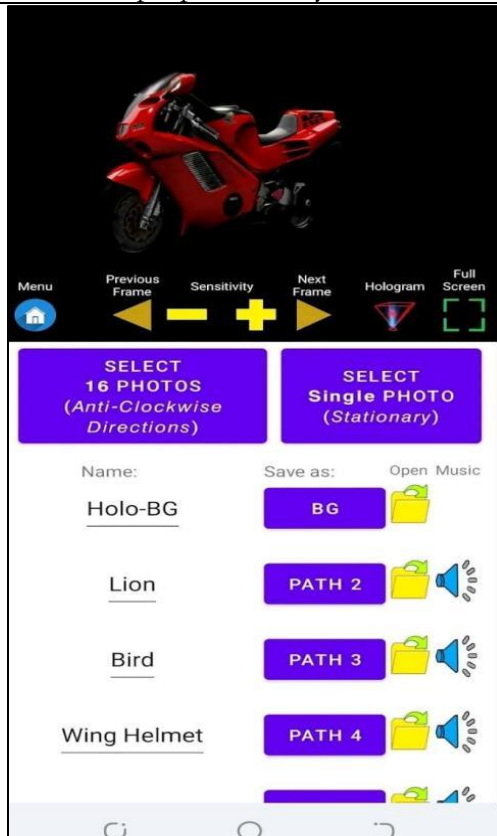 Menu
Previous
Frame
Sensitivity
Next
Frame
Hologram
Full
Screen
SELECT
16 PHOTOS
(Anti-Clockwise
Directions)
SELECT
Single PHOTO
(Stationary)
Name: Save as: Open Music
Holo-BG BG
Lion PATH 2
Bird PATH 3
Wing Helmet PATH 4